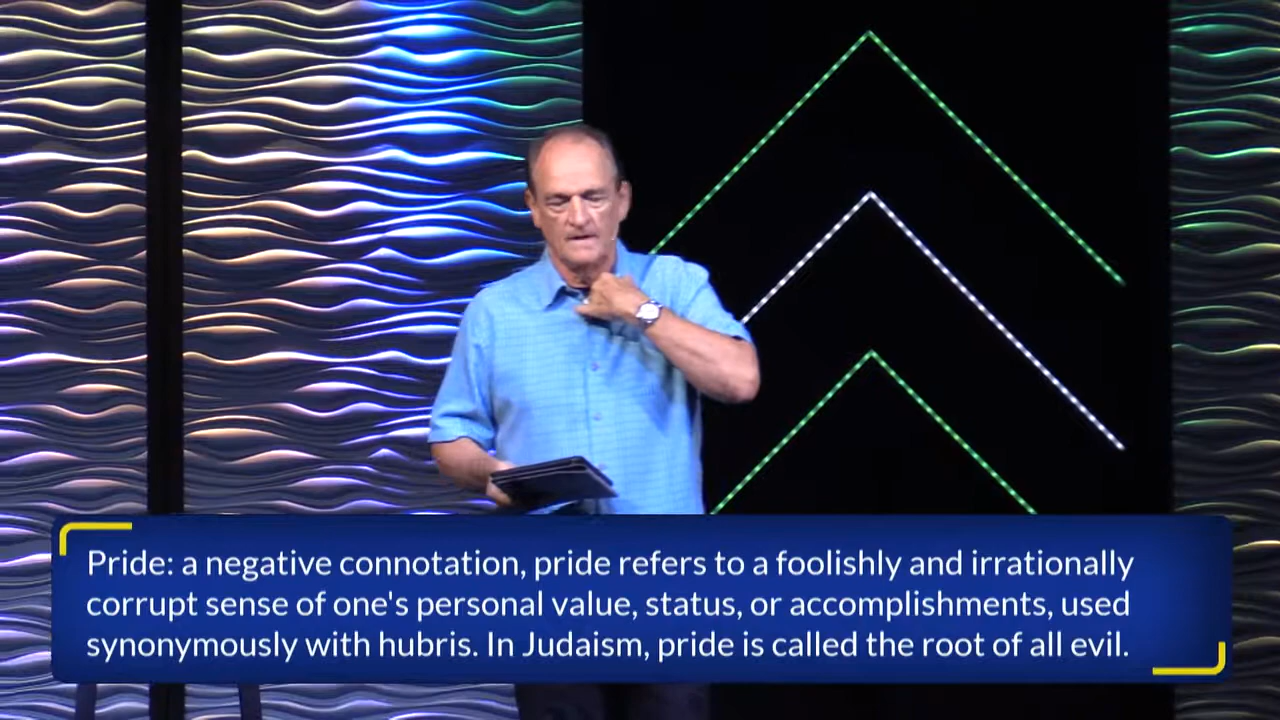 Pride: a negative connotation, pride refers to a foolishly and irrationally
corrupt sense of one's personal value, status, or accomplishments, used
synonymously with hubris. In Judaism, pride is called the root of all evil.